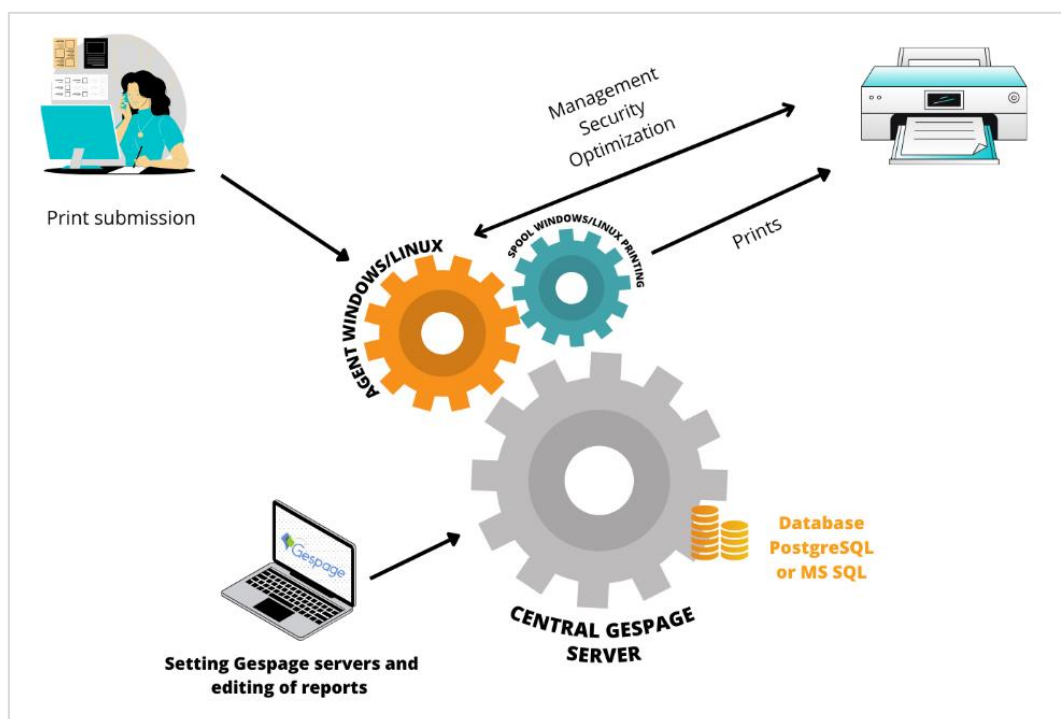 Management
Security
Optimization
Print submission
Prints
AGENT WINDOWS/LINUX
SPOOL WINDOWS/LINUX PRINTING
Gespage
Database
PostgreSQL
or MS SQL
CENTRAL GESPAGE
SERVER
Setting Gespage servers and
editing of reports